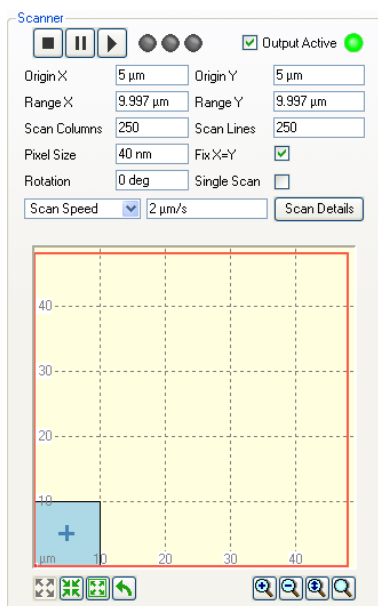 Scanner
Output Active
Origin X 5 µm Origin Y 5 µm
Range X 9.997 µm Range Y 9.997 µm
Scan Columns 250 Scan Lines 250
Pixel Size 40 nm Fix X=Y
Rotation 0 deg Single Scan
Scan Speed 2 µm/s Scan Details
40
30
20
10
µm 10 20 30 40